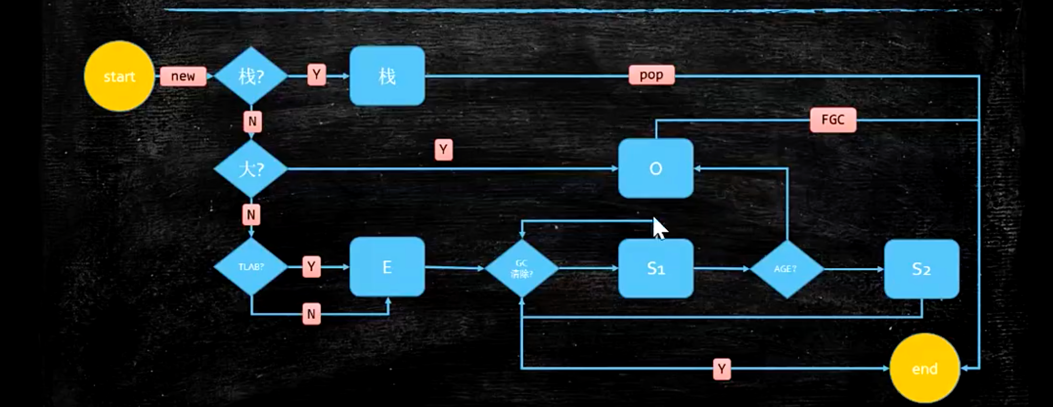 start
new
栈?
Y
栈
pop
N
FGC
大?
Y
O
N
TLAB?
Y
E
GC
清除?
S1
AGE?
S2
N
Y
end